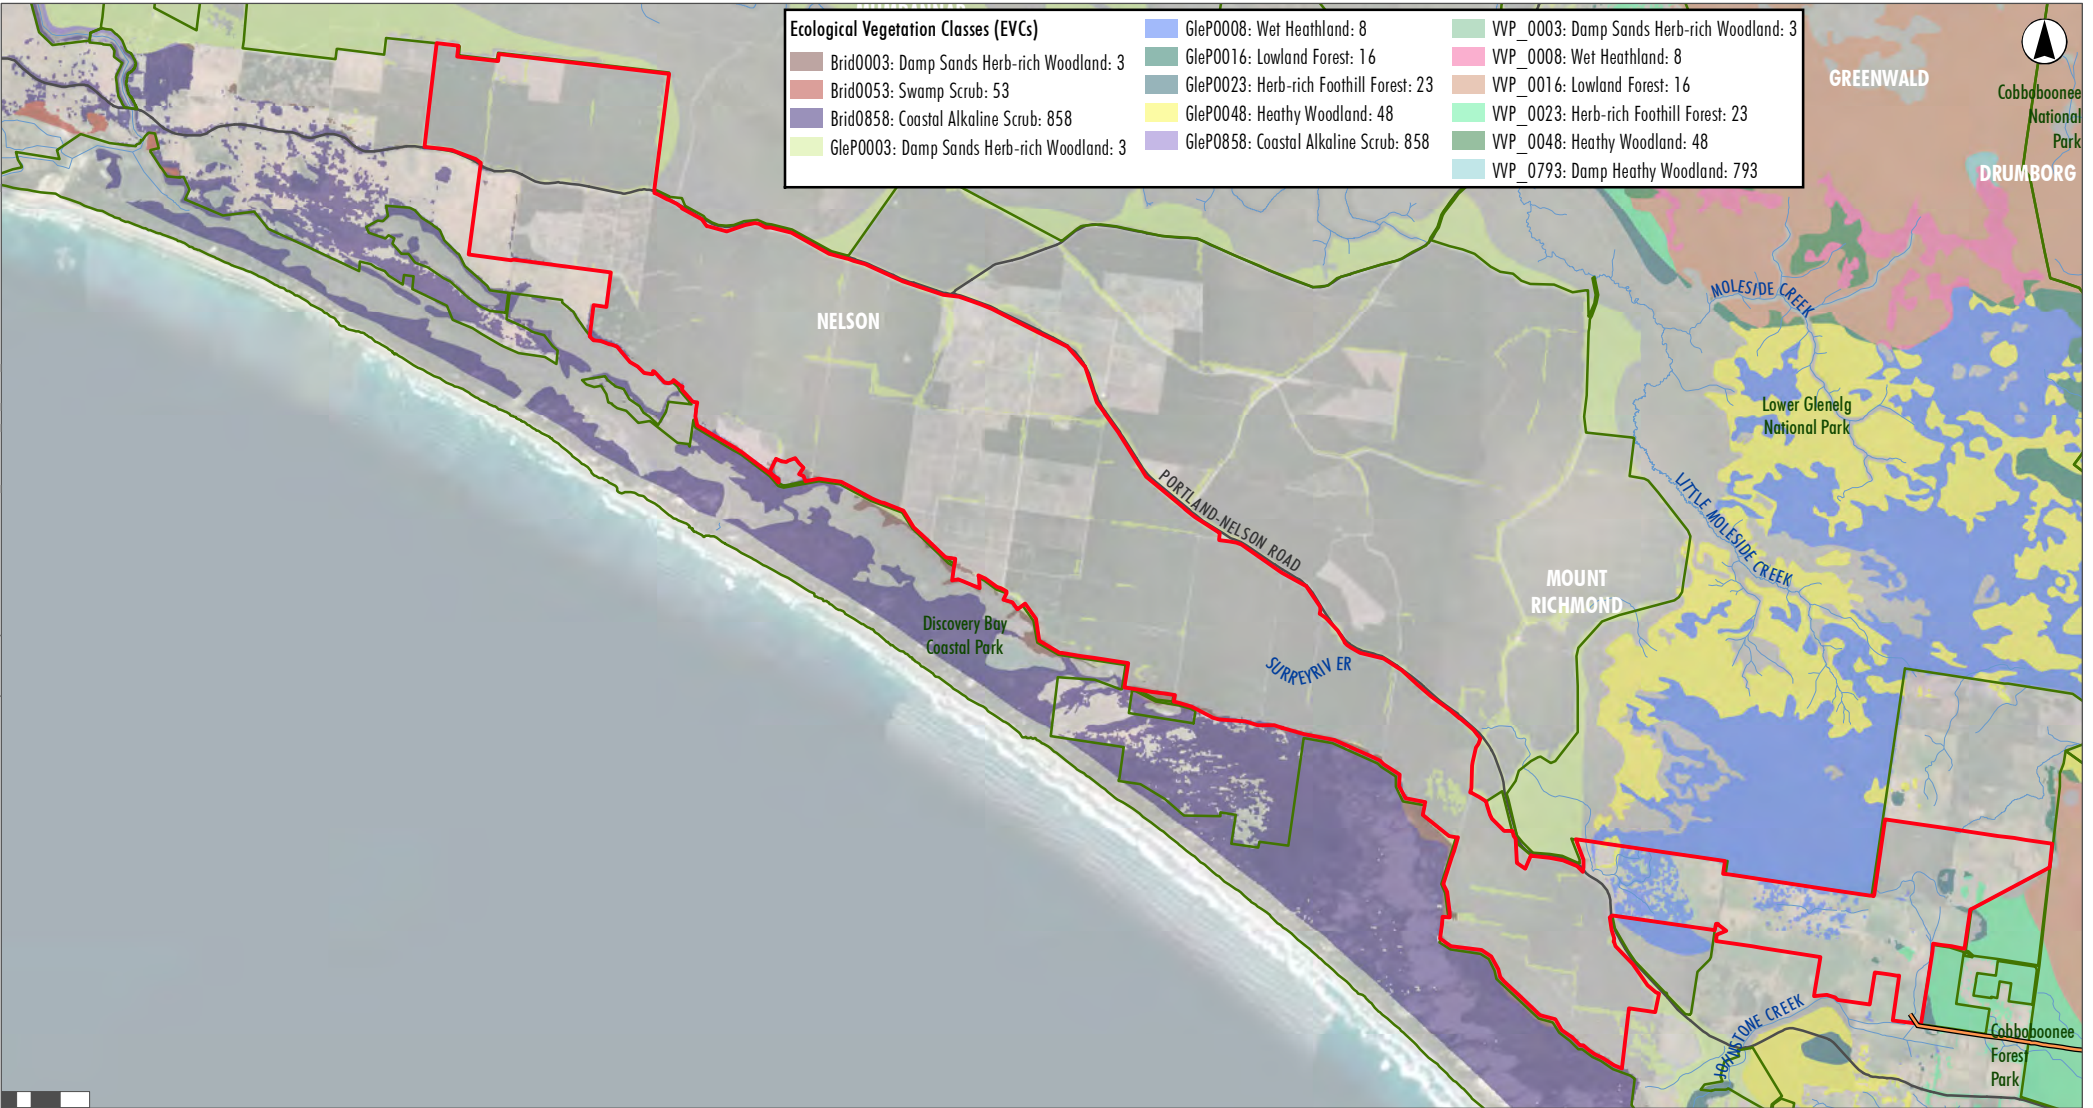 Ecological Vegetation Classes (EVCs)
Brid0003: Damp Sands Herb-rich Woodland: 3
Brid0053: Swamp Scrub: 53
Brid0858: Coastal Alkaline Scrub: 858
GleP0003: Damp Sands Herb-rich Woodland: 3
GleP0008: Wet Heathland: 8
GleP0016: Lowland Forest: 16
GleP0023: Herb-rich Foothill Forest: 23
GleP0048: Heathy Woodland: 48
GleP0858: Coastal Alkaline Scrub: 858
VVP_0003: Damp Sands Herb-rich Woodland: 3
VVP_0008: Wet Heathland: 8
VVP_0016: Lowland Forest: 16
VVP_0023: Herb-rich Foothill Forest: 23
VVP_0048: Heathy Woodland: 48
VVP_0793: Damp Heathy Woodland: 793
GREENWALD
Cobboboonee
National
Park
DRUMBORG
MOLESIDE CREEK
NELSON
Lower Glenelg
National Park
PORTLAND-NELSON ROAD
LITTLE MOLESIDE CREEK
MOUNT
RICHMOND
Discovery Bay
Coastal Park
SURREYRIV ER
JOHNSTONE CREEK
Cobboboonee
Forest
Park